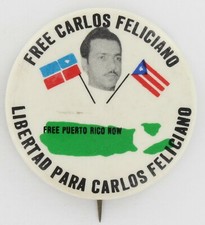 FREE CARLOS FELICIANO
FREE PUERTO RICO NOW
LIBERTAD PARA CARLOS FELICIANO